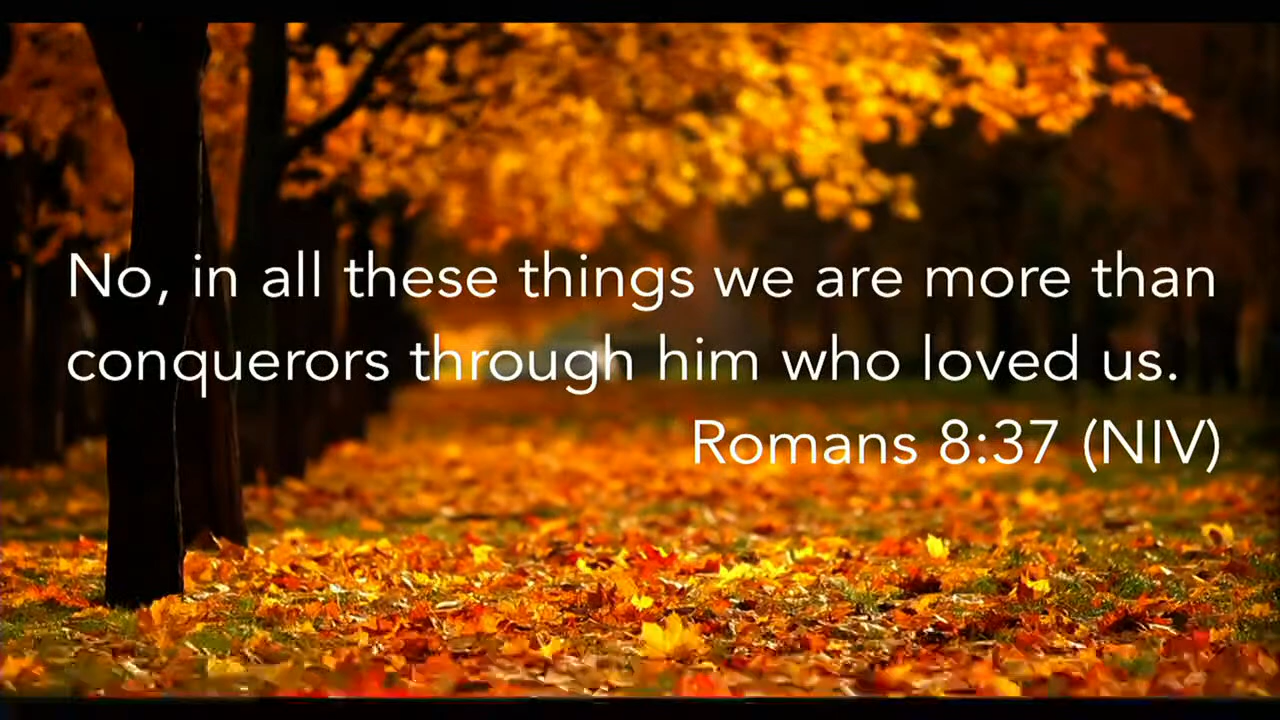 No, in all these things we are more than
conquerors through him who loved us.
Romans 8:37 (NIV)